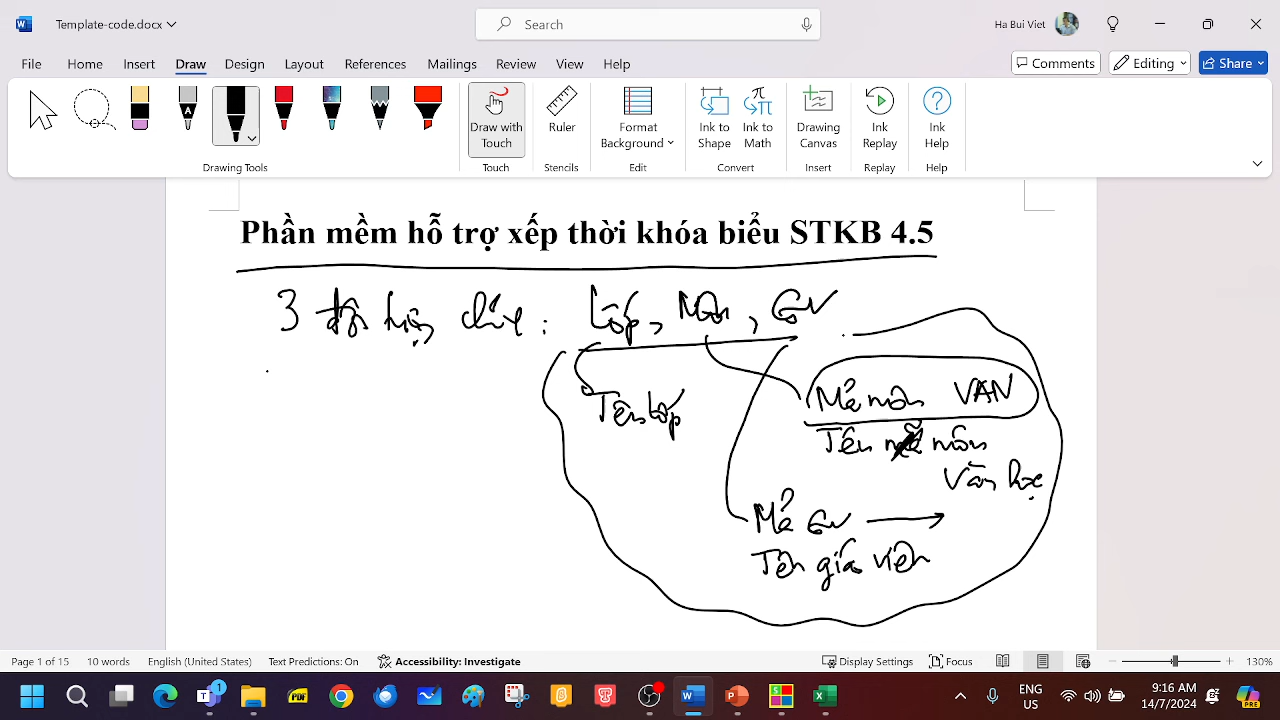 Template-code.docx
Search
Ha Bui Viet
File Home Insert Draw Design Layout References Mailings Review View Help
Comments Editing Share
Draw with Touch
Ruler
Format Background
Ink to Shape
Ink to Math
Drawing Canvas
Ink Replay
Ink Help
Drawing Tools Touch Stencils Edit Convert Insert Replay Help
Phần mềm hỗ trợ xếp thời khóa biểu STKB 4.5
3 chính : Lớp, Môn, GV
Tên lớp
Mã môn VAN
Tên môn
Văn học
Mã GV
Tên giáo viên
Page 1 of 15 10 words English (United States) Text Predictions: On Accessibility: Investigate Display Settings Focus 130%
ENG
US
9:16 AM
14/7/2024